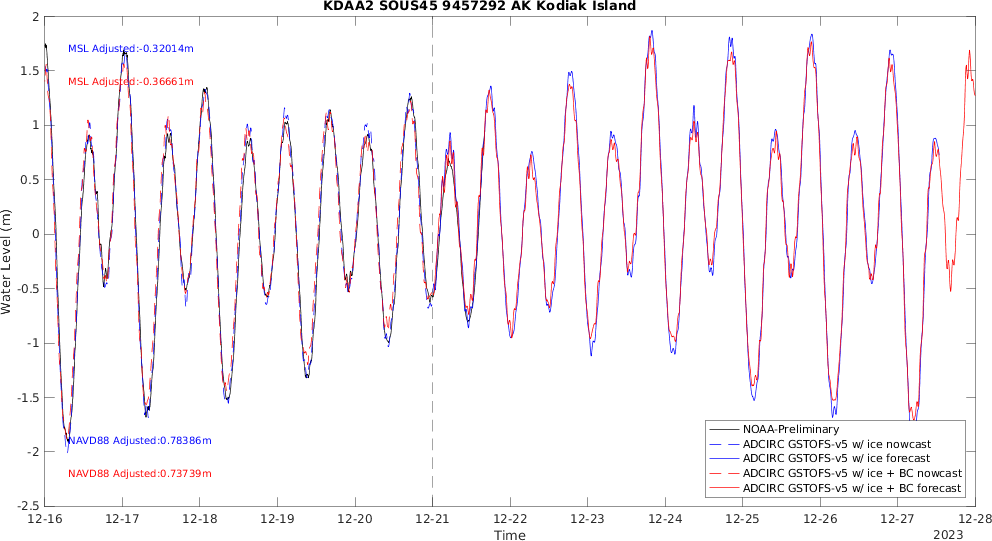 KDAA2 SOUS45 9457292 AK Kodiak Island
2
1.5
1
0.5
0
-0.5
-1
-1.5
-2
-2.5
Water Level (m)
MSL Adjusted:-0.32014m
MSL Adjusted:-0.36661m
NAVD88 Adjusted:0.78386m
NAVD88 Adjusted:0.73739m
NOAA-Preliminary
ADCIRC GSTOFS-v5 w/ ice nowcast
ADCIRC GSTOFS-v5 w/ ice forecast
ADCIRC GSTOFS-v5 w/ ice + BC nowcast
ADCIRC GSTOFS-v5 w/ ice + BC forecast
12-16 12-17 12-18 12-19 12-20 12-21 12-22 12-23 12-24 12-25 12-26 12-27 12-28
Time
2023